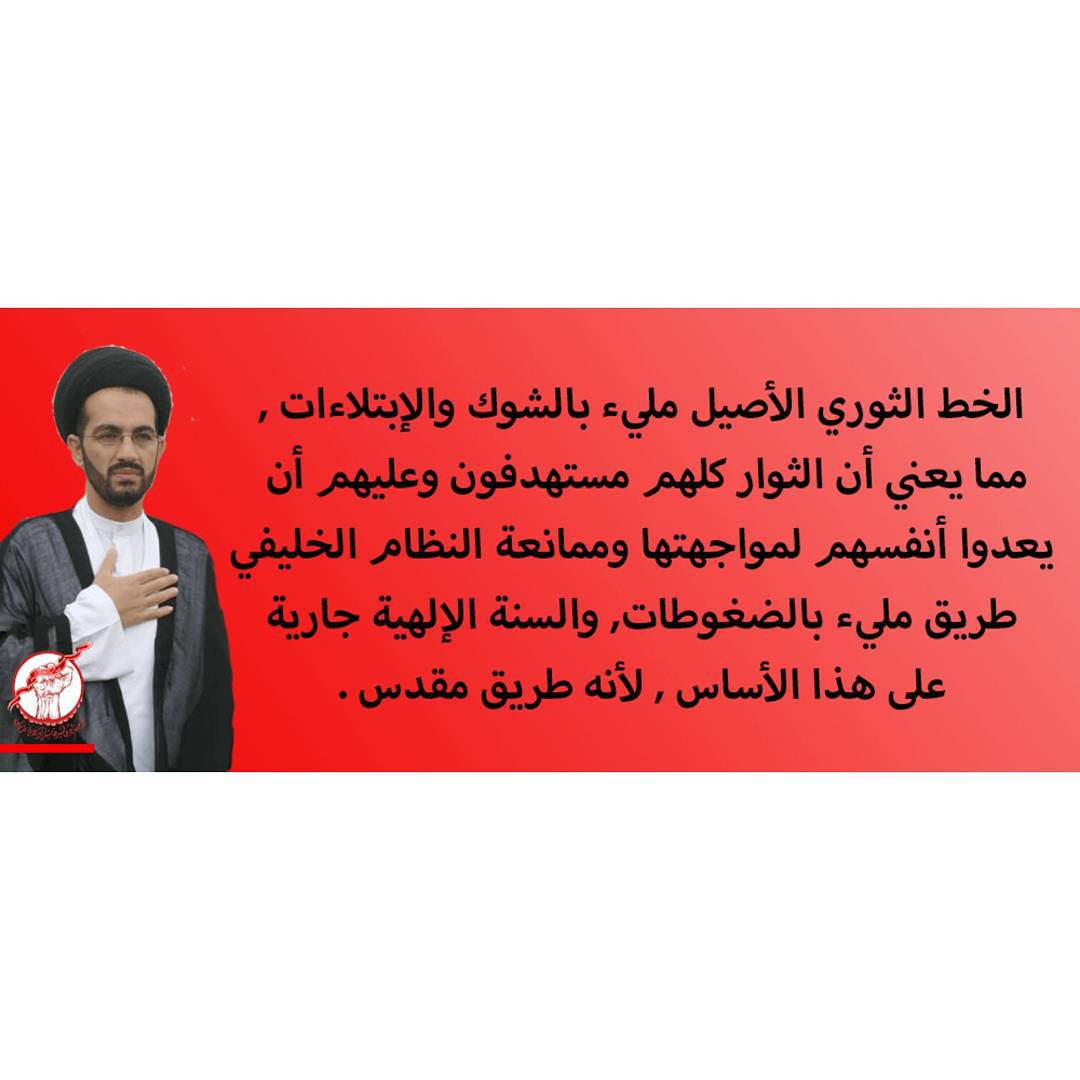 الخط الثوري الأصيل مليء بالشوك والإبتلاءات ,
مما يعني أن الثوار كلهم مستهدفون وعليهم أن
يعدوا أنفسهم لمواجهتها وممانعة النظام الخليفي
طريق مليء بالضغوطات, والسنة الإلهية جارية
على هذا الأساس , لأنه طريق مقدس .